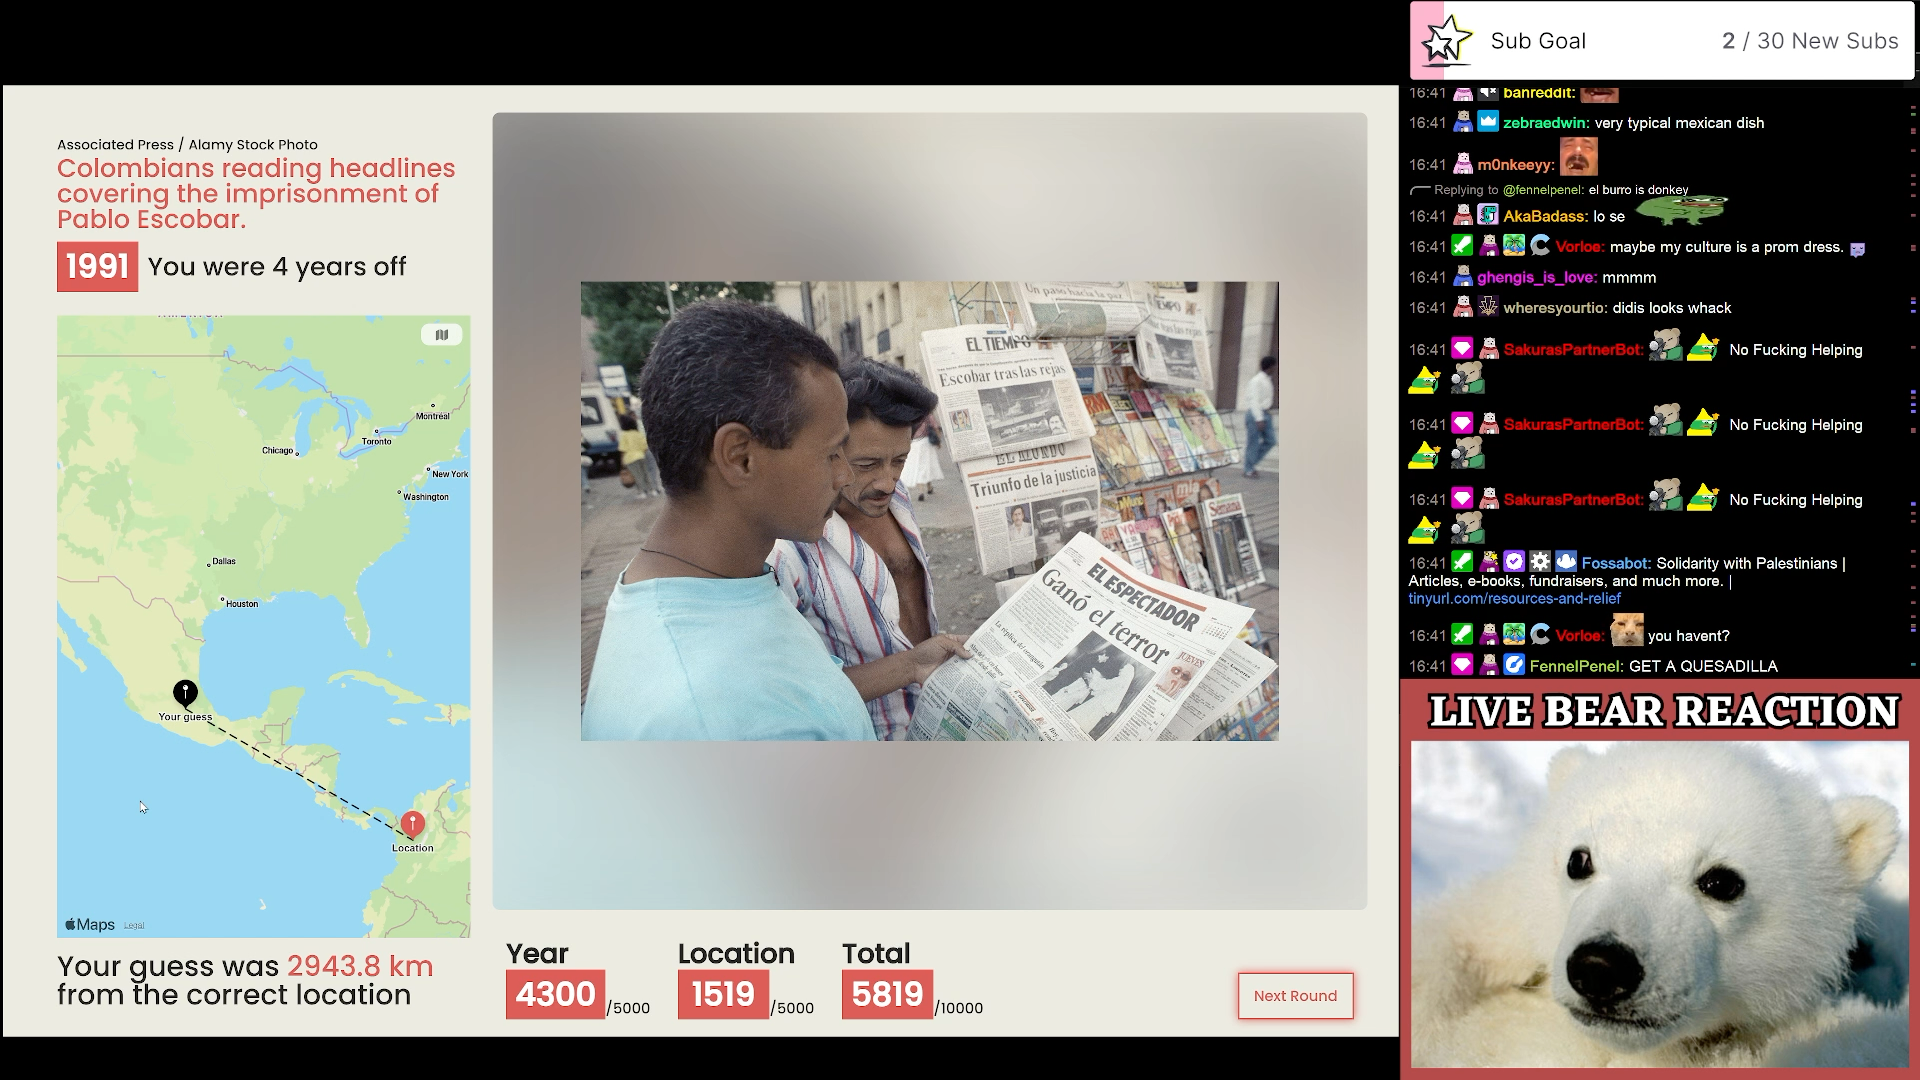 Sub Goal
2 / 30 New Subs
Associated Press / Alamy Stock Photo
Colombians reading headlines
covering the imprisonment of
Pablo Escobar.
1991 You were 4 years off
Montréal
Toronto
Chicago
New York
Washington
Dallas
Houston
Your guess
Location
Maps Legal
Your guess was 2943.8 km
from the correct location
Un paso hacia la paz
EL TIEMPO
Escobar tras las rejas
EL MUNDO
Triunfo de la justicia
Semana
EL ESPECTADOR
Ganó el terror
JUEVES
Year
4300 /5000
Location
1519 /5000
Total
5819 /10000
Next Round
16:41 banreddit:
16:41 zebraedwin: very typical mexican dish
16:41 m0nkeeyy:
Replying to @fennelpenel: el burro is donkey
16:41 AkaBadass: lo se
16:41 Vorloe: maybe my culture is a prom dress.
16:41 ghengis_is_love: mmmm
16:41 wheresyourtio: didis looks whack
16:41 SakurasPartnerBot: No Fucking Helping
16:41 SakurasPartnerBot: No Fucking Helping
16:41 SakurasPartnerBot: No Fucking Helping
16:41 Fossabot: Solidarity with Palestinians |
Articles, e-books, fundraisers, and much more. |
tinyurl.com/resources-and-relief
16:41 Vorloe: you havent?
16:41 FennelPenel: GET A QUESADILLA
LIVE BEAR REACTION